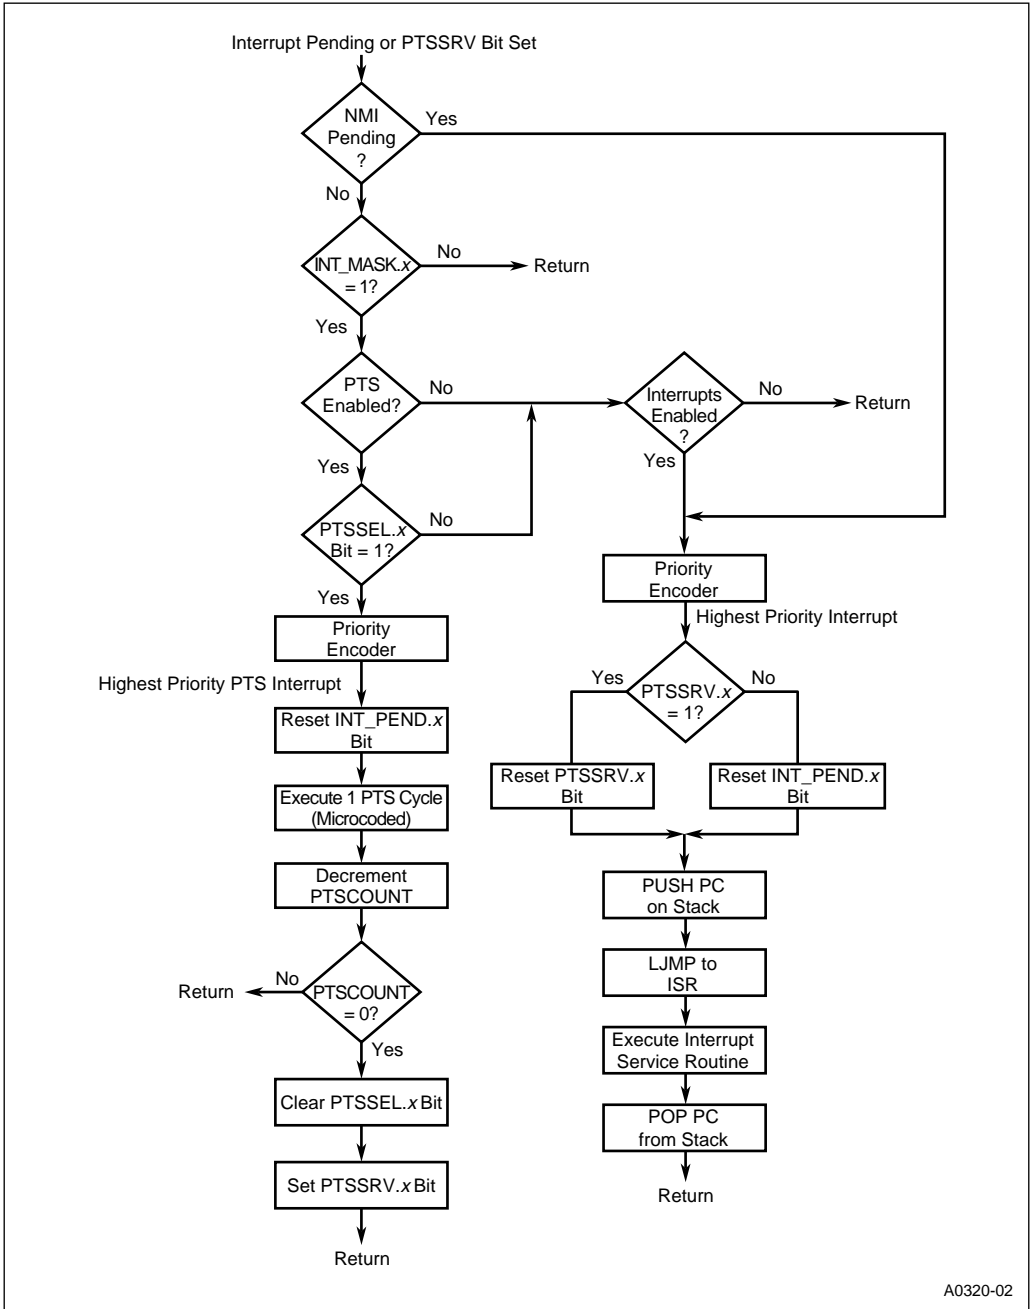 Interrupt Pending or PTSSRV Bit Set
NMI
Pending
?
Yes
No
INT_MASK.x
= 1?
No
Return
Yes
PTS
Enabled?
No
Interrupts
Enabled
?
No
Return
Yes
Yes
PTSSEL.x
Bit = 1?
No
Yes
Priority
Encoder
Highest Priority Interrupt
Priority
Encoder
Highest Priority PTS Interrupt
Yes
PTSSRV.x
= 1?
No
Reset INT_PEND.x
Bit
Reset PTSSRV.x
Bit
Reset INT_PEND.x
Bit
Execute 1 PTS Cycle
(Microcoded)
Decrement
PTSCOUNT
PUSH PC
on Stack
LJMP to
ISR
Return
No
PTSCOUNT
= 0?
Yes
Execute Interrupt
Service Routine
Clear PTSSEL.x Bit
POP PC
from Stack
Set PTSSRV.x Bit
Return
Return
A0320-02